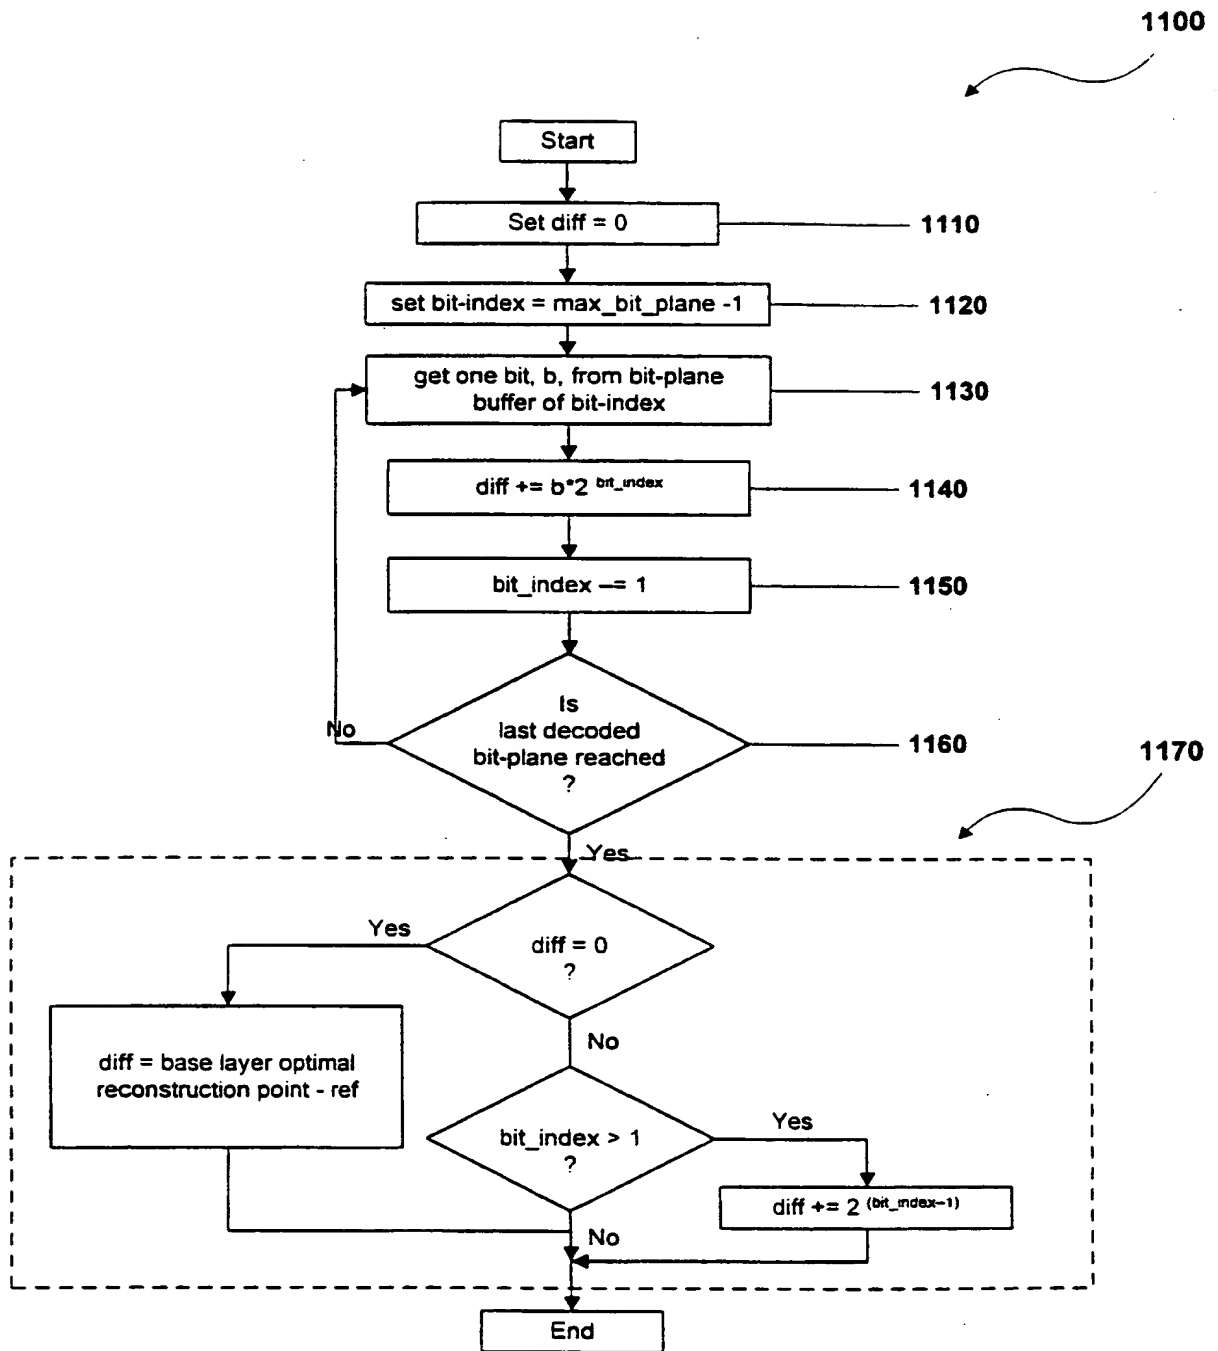 1100
Start
Set diff = 0
1110
set bit-index = max_bit_plane -1
1120
get one bit, b, from bit-plane
buffer of bit-index
1130
diff += b*2 bit_index
1140
bit_index –= 1
1150
Is
last decoded
bit-plane reached
?
No
1160
1170
Yes
diff = 0
?
Yes
No
diff = base layer optimal
reconstruction point - ref
bit_index > 1
?
Yes
diff += 2 (bit_index–1)
No
End